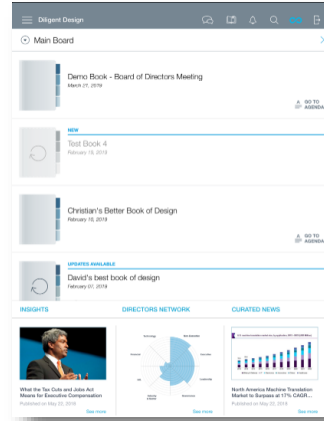 Diligent Design
Main Board
Demo Book - Board of Directors Meeting
March 21, 2019
GO TO
AGENDA
NEW
Test Book 4
February 19, 2019
Christian's Better Book of Design
February 15, 2019
GO TO
AGENDA
UPDATES AVAILABLE
David's best book of design
February 07, 2019
INSIGHTS
DIRECTORS NETWORK
CURATED NEWS
What the Tax Cuts and Jobs Act
Means for Executive Compensation
Published on May 22, 2018
See more
Technology
Leadership
See more
North America Machine Translation
Market to Surpass at 17% CAGR...
Published on May 22, 2018
See more